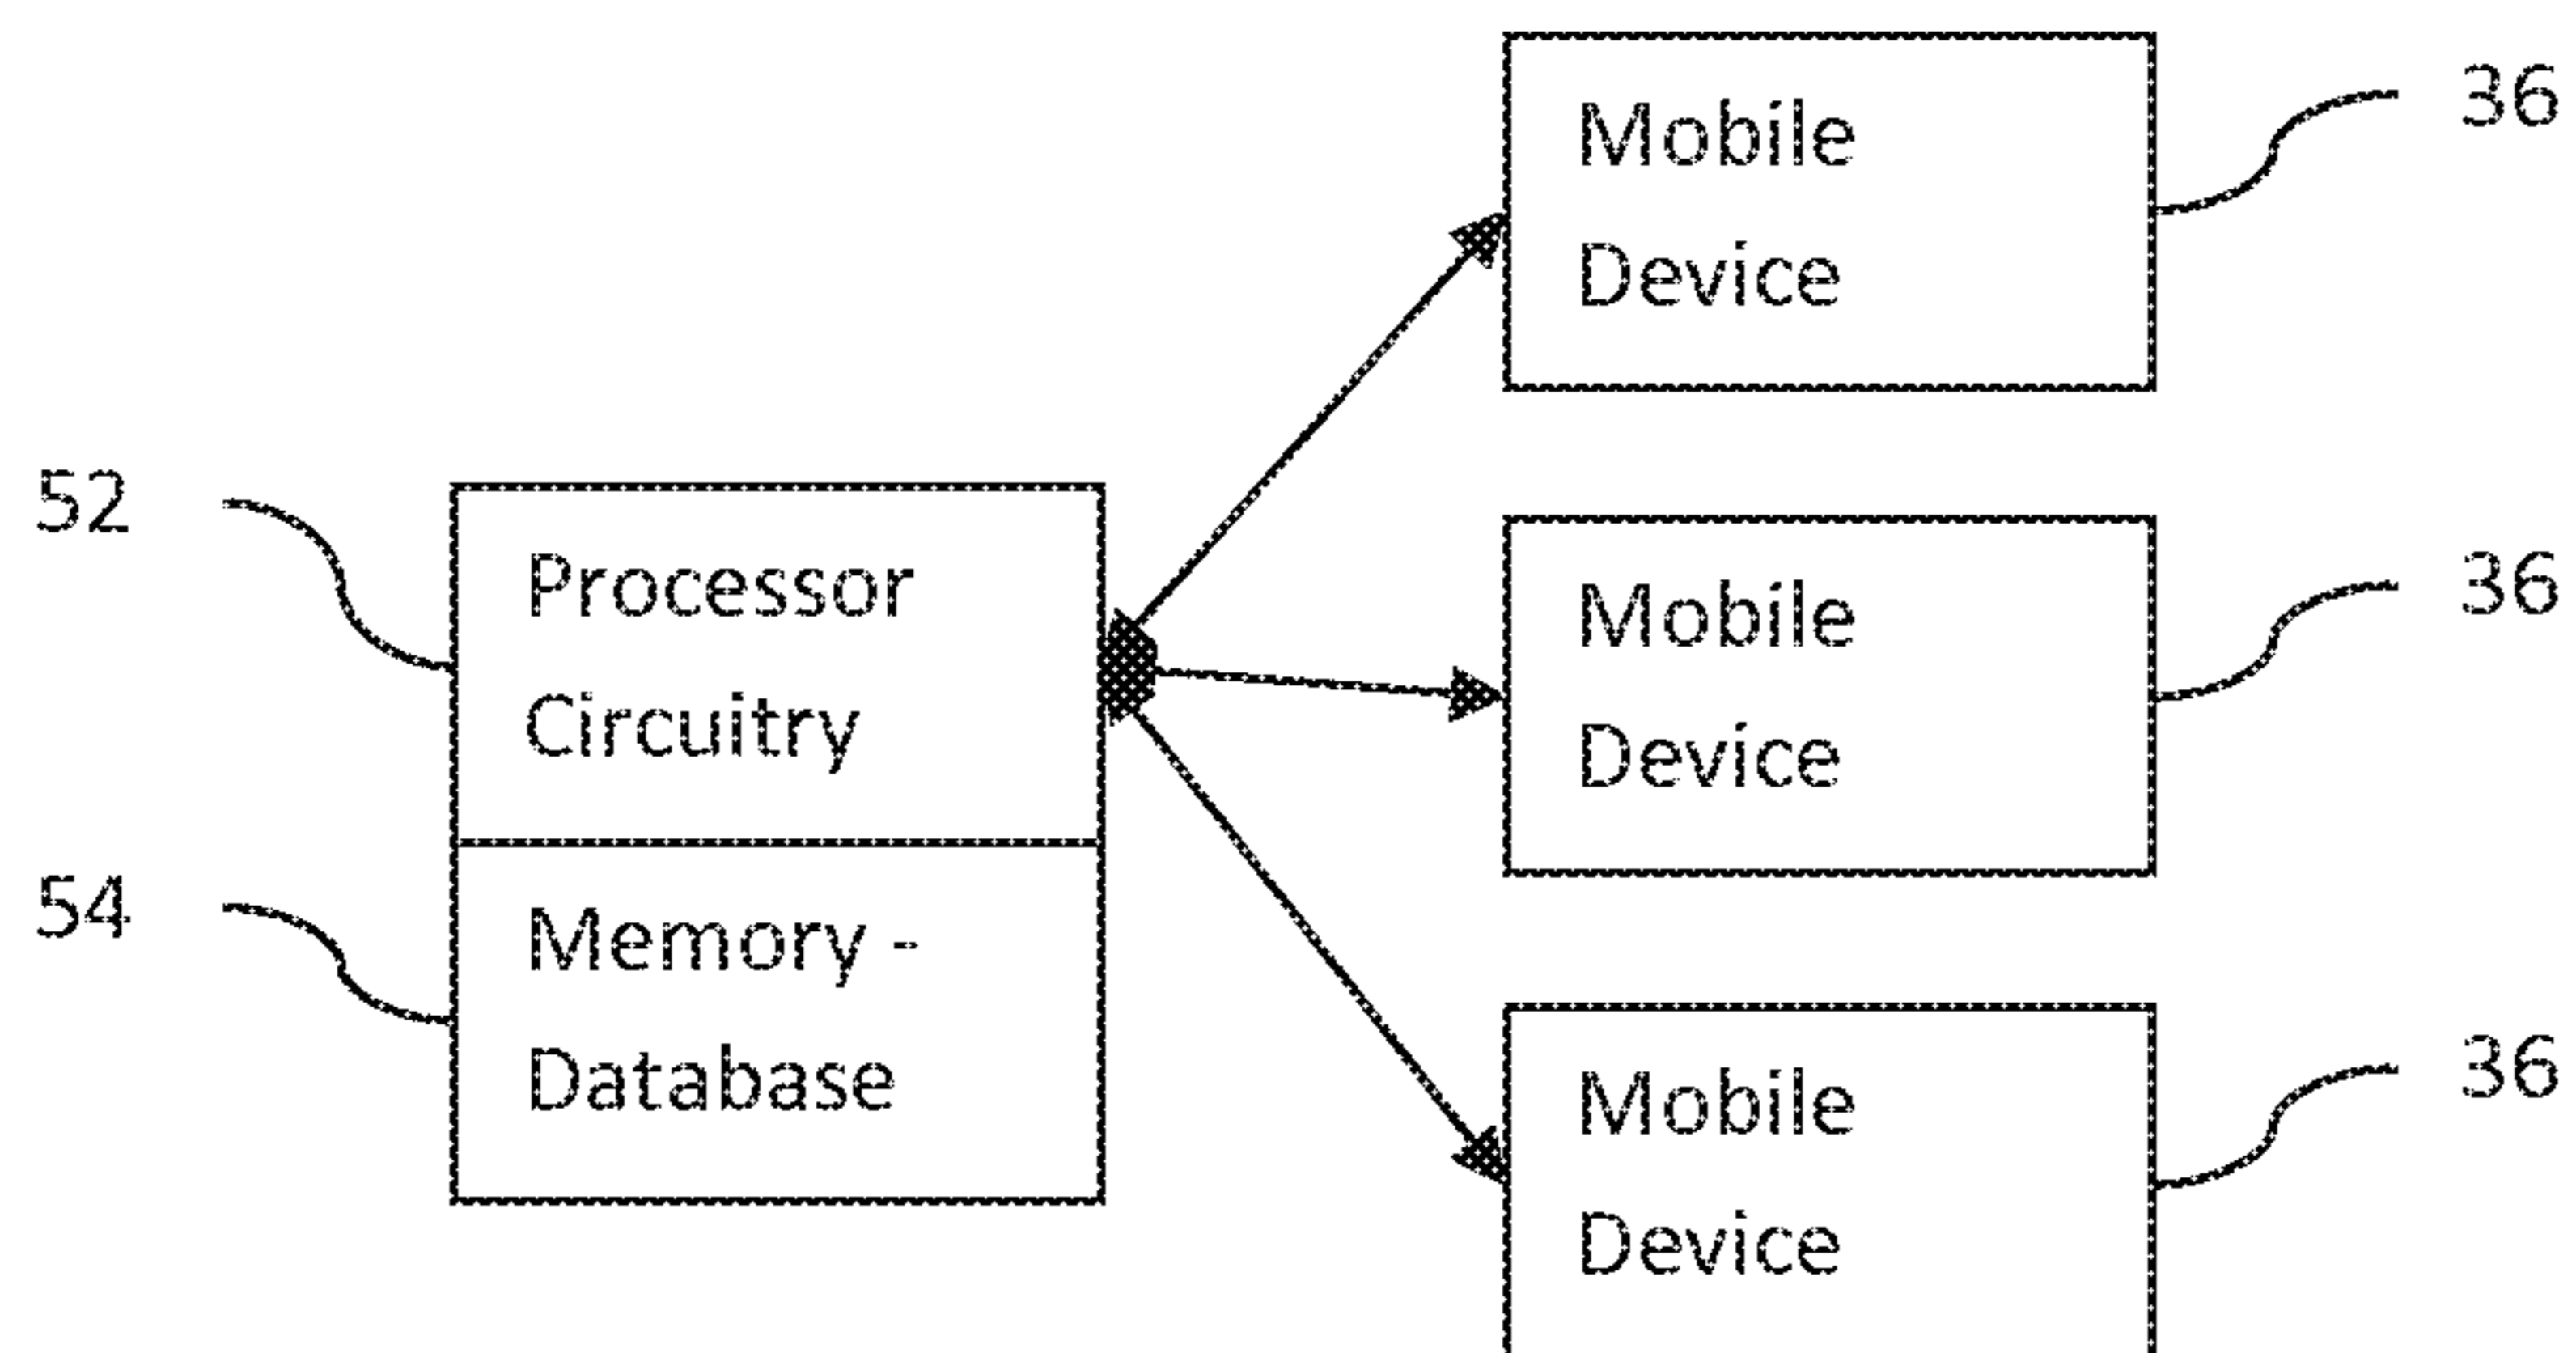 Mobile
Device
36
52
Processor
Circuitry
Mobile
Device
36
54
Memory -
Database
Mobile
Device
36